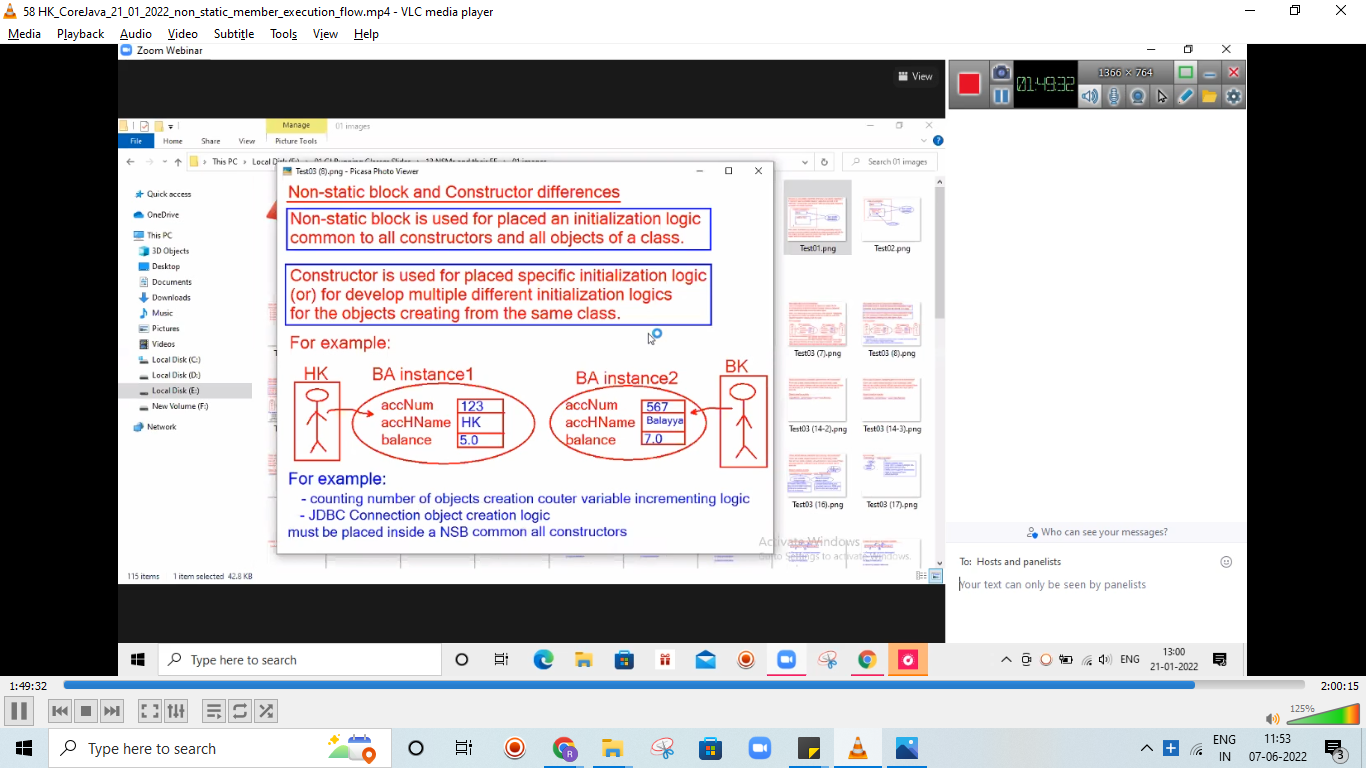 58 HK_CoreJava_21_01_2022_non_static_member_execution_flow.mp4 - VLC media player
Media Playback Audio Video Subtitle Tools View Help
Zoom Webinar
01:49:32
1366 × 764
View
Manage
01 images
File Home Share View Picture Tools
This PC
Search 01 images
Quick access
OneDrive
This PC
3D Objects
Desktop
Documents
Downloads
Music
Pictures
Videos
Local Disk (C:)
Local Disk (D:)
Local Disk (E:)
New Volume (F:)
Network
Test03 (8).png - Picasa Photo Viewer
Non-static block and Constructor differences
Non-static block is used for placed an initialization logic
common to all constructors and all objects of a class.
Constructor is used for placed specific initialization logic
(or) for develop multiple different initialization logics
for the objects creating from the same class.
For example:
HK BA instance1
accNum 123
accHName HK
balance 5.0
BA instance2 BK
accNum 567
accHName Balayya
balance 7.0
For example:
- counting number of objects creation couter variable incrementing logic
- JDBC Connection object creation logic
must be placed inside a NSB common all constructors
Test01.png Test02.png
Test03 (7).png Test03 (8).png
Test03 (14-2).png Test03 (14-3).png
Test03 (16).png Test03 (17).png
Activate Windows
Go to Settings to activate Windows.
115 items 1 item selected 42.8 KB
Who can see your messages?
To: Hosts and panelists
Your text can only be seen by panelists
Type here to search
ENG
13:00
21-01-2022
1:49:32
2:00:15
125%
Type here to search
ENG
IN
11:53
07-06-2022
3